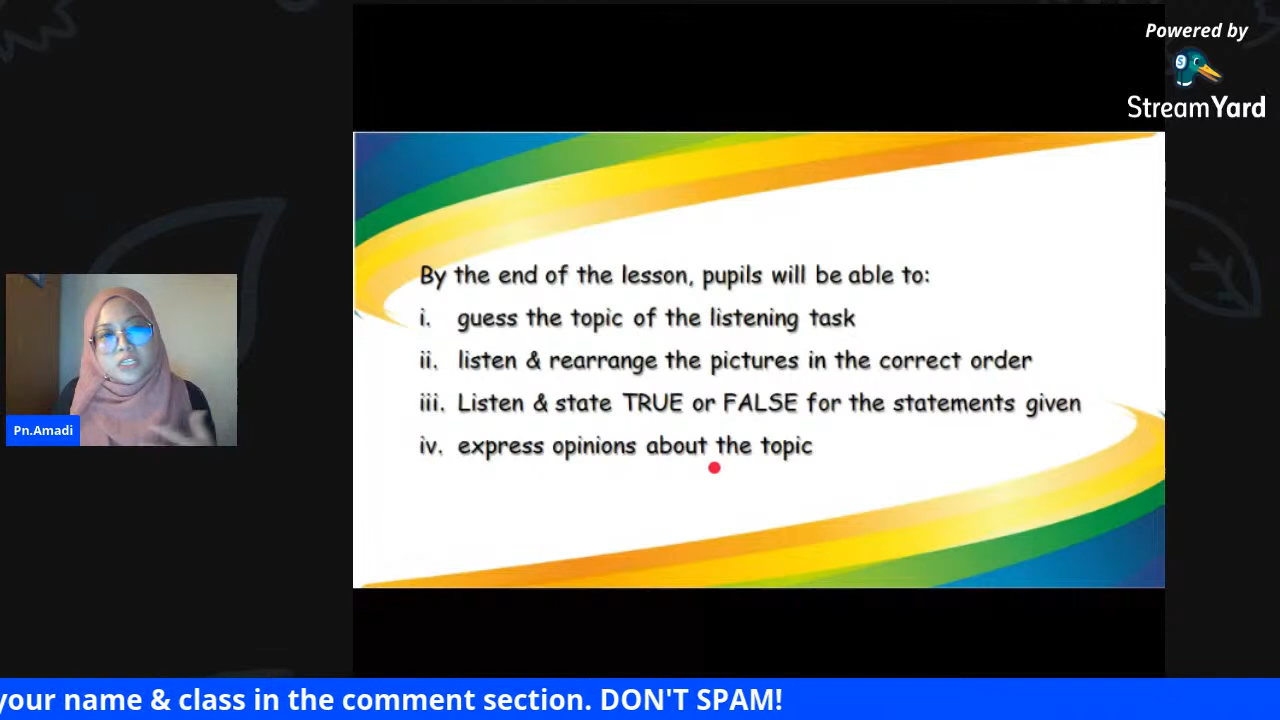 Powered by
StreamYard
By the end of the lesson, pupils will be able to:
i. guess the topic of the listening task
ii. listen & rearrange the pictures in the correct order
iii. Listen & state TRUE or FALSE for the statements given
iv. express opinions about the topic
Pn.Amadi
your name & class in the comment section. DON'T SPAM!